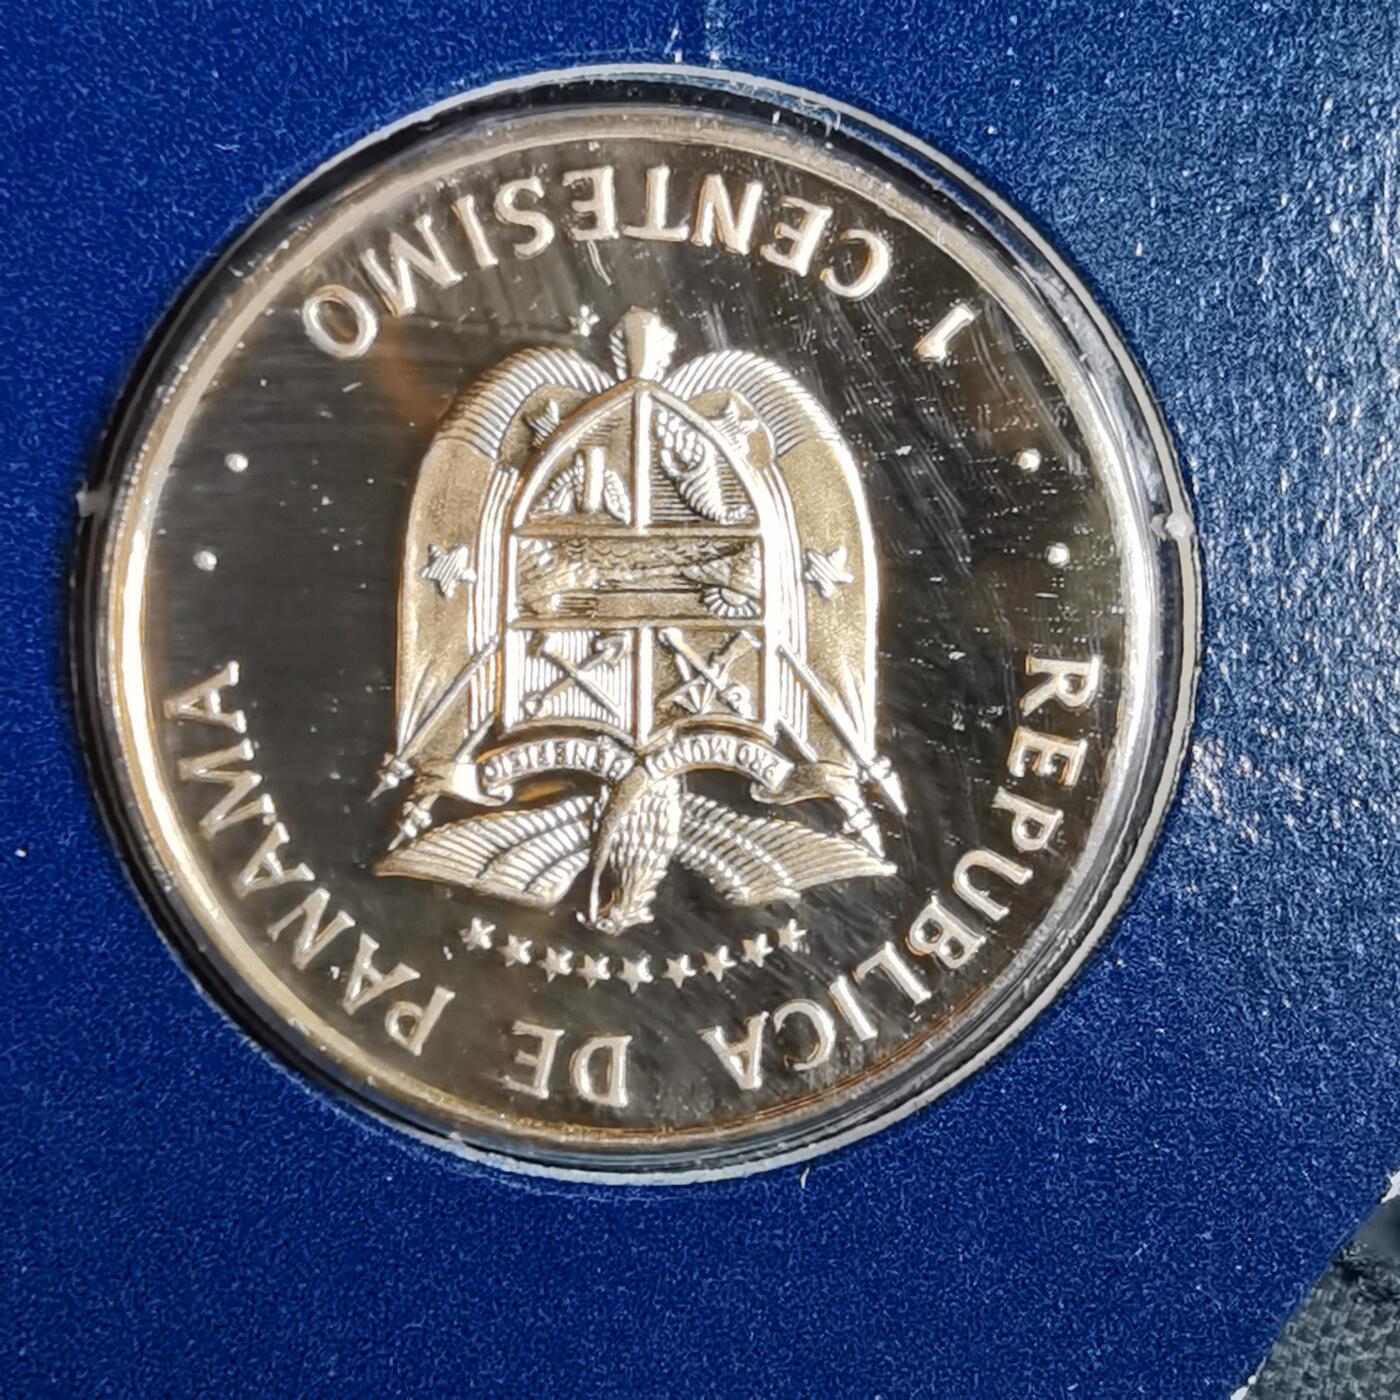 REPUBLICA DE PANAMA
PRO MUNDI BENEFICIO
1 CENTESIMO